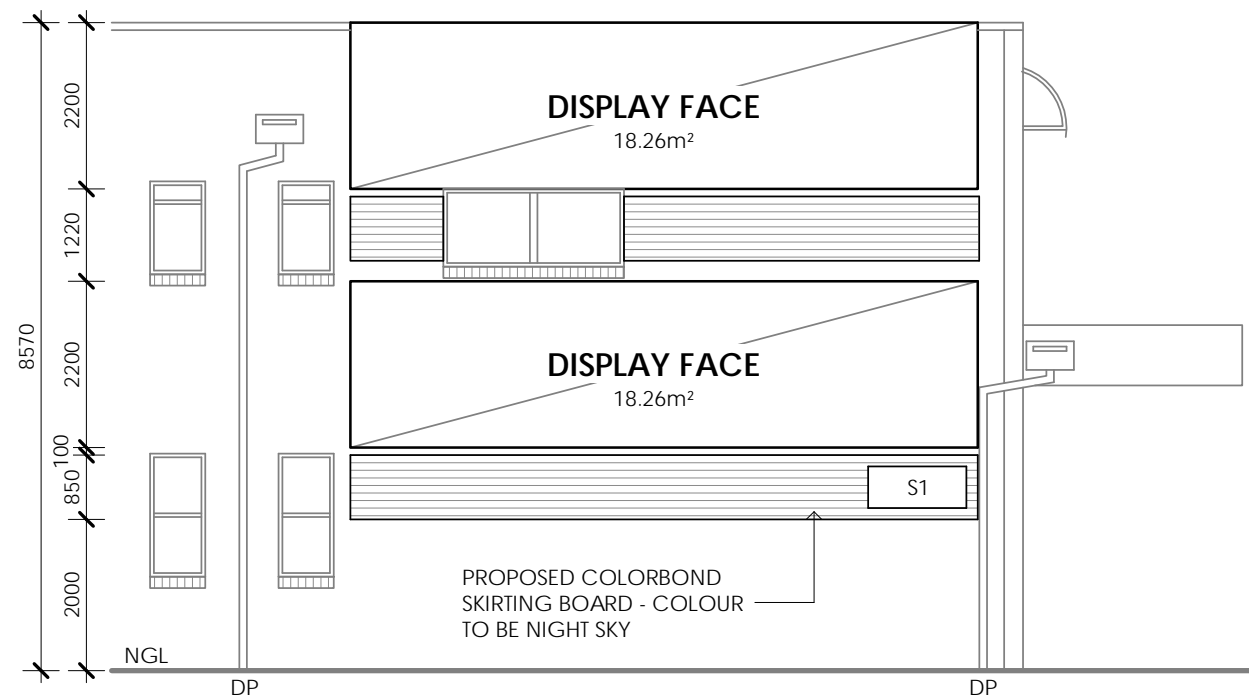 2200
DISPLAY FACE
18.26m²
1220
8570
2200
DISPLAY FACE
18.26m²
100
850
S1
2000
PROPOSED COLORBOND
SKIRTING BOARD - COLOUR
TO BE NIGHT SKY
NGL
DP
DP